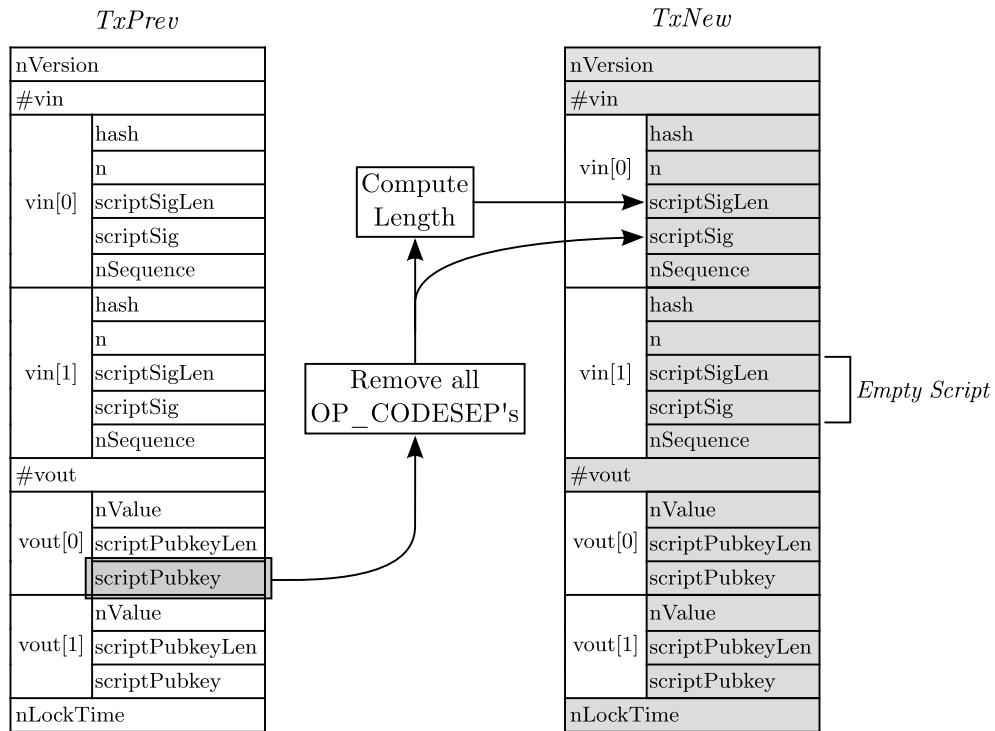 TxPrev
nVersion
#vin
vin[0]
hash
n
scriptSigLen
scriptSig
nSequence
vin[1]
hash
n
scriptSigLen
scriptSig
nSequence
#vout
vout[0]
nValue
scriptPubkeyLen
scriptPubkey
vout[1]
nValue
scriptPubkeyLen
scriptPubkey
nLockTime
Compute
Length
Remove all
OP_CODESEP's
TxNew
nVersion
#vin
vin[0]
hash
n
scriptSigLen
scriptSig
nSequence
vin[1]
hash
n
scriptSigLen
scriptSig
nSequence
Empty Script
#vout
vout[0]
nValue
scriptPubkeyLen
scriptPubkey
vout[1]
nValue
scriptPubkeyLen
scriptPubkey
nLockTime